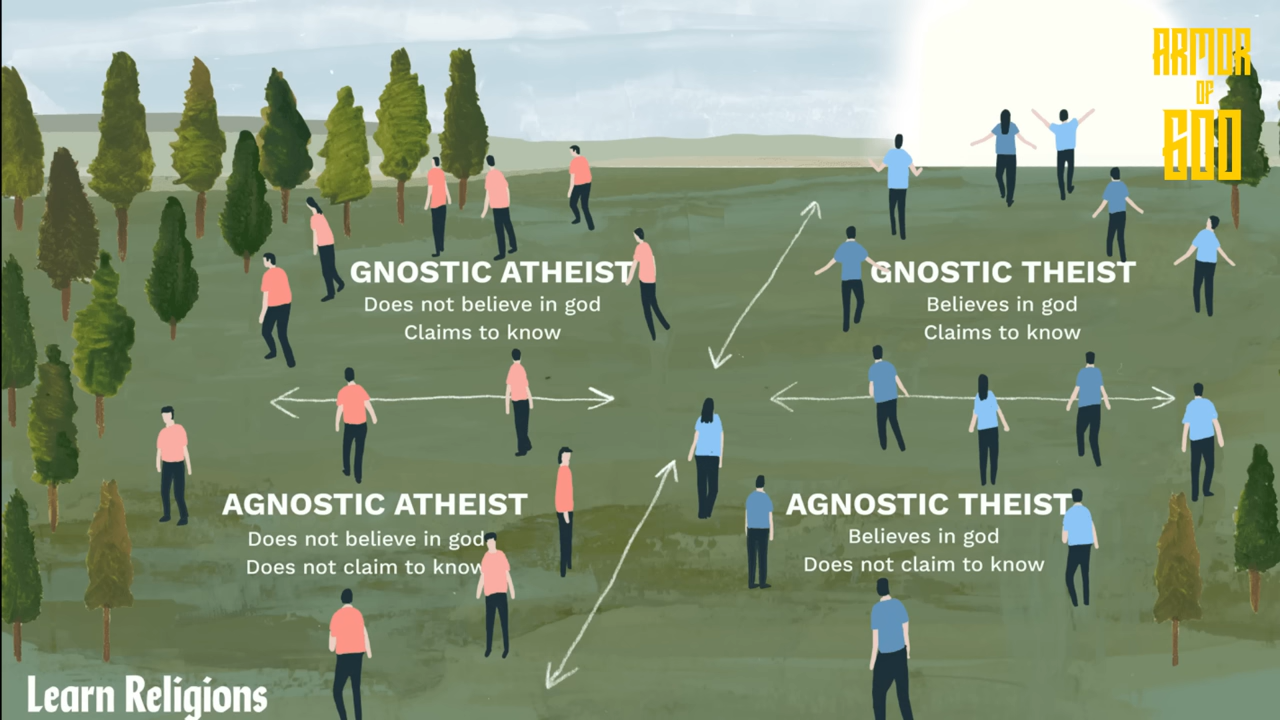 ARMOR
OF
GOD
GNOSTIC ATHEIST
Does not believe in god
Claims to know
GNOSTIC THEIST
Believes in god
Claims to know
AGNOSTIC ATHEIST
Does not believe in god
Does not claim to know
AGNOSTIC THEIST
Believes in god
Does not claim to know
Learn Religions